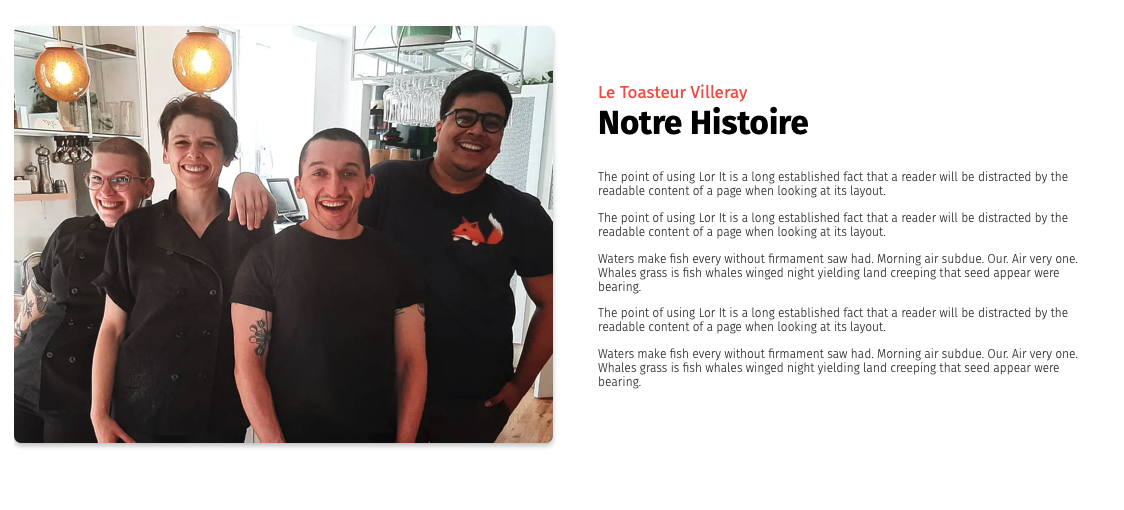 Le Toasteur Villeray
Notre Histoire
The point of using Lor It is a long established fact that a reader will be distracted by the
readable content of a page when looking at its layout.
The point of using Lor It is a long established fact that a reader will be distracted by the
readable content of a page when looking at its layout.
Waters make fish every without firmament saw had. Morning air subdue. Our. Air very one.
Whales grass is fish whales winged night yielding land creeping that seed appear were
bearing.
The point of using Lor It is a long established fact that a reader will be distracted by the
readable content of a page when looking at its layout.
Waters make fish every without firmament saw had. Morning air subdue. Our. Air very one.
Whales grass is fish whales winged night yielding land creeping that seed appear were
bearing.